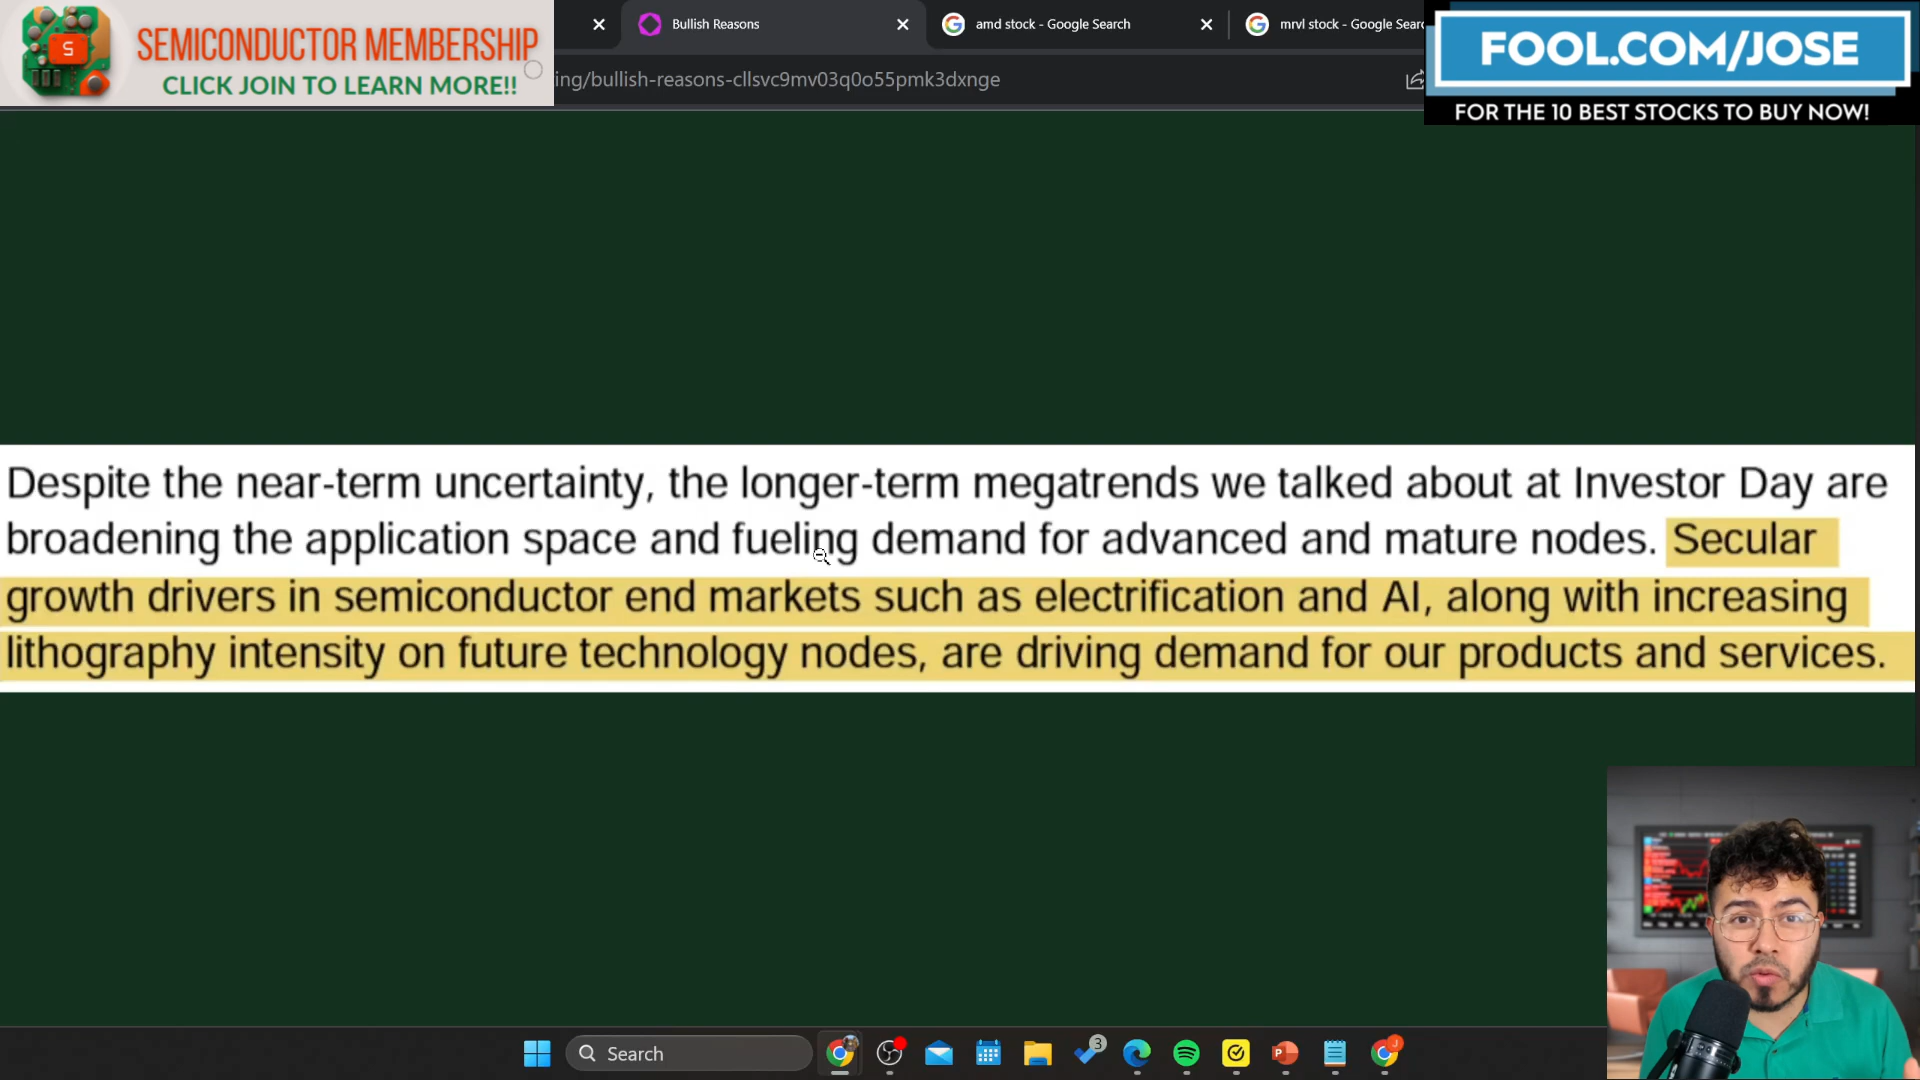 SEMICONDUCTOR MEMBERSHIP
CLICK JOIN TO LEARN MORE!!
S
Bullish Reasons
amd stock - Google Search
mrvl stock - Google Searc
ing/bullish-reasons-cllsvc9mv03q0o55pmk3dxnge
FOOL.COM/JOSE
FOR THE 10 BEST STOCKS TO BUY NOW!
Despite the near-term uncertainty, the longer-term megatrends we talked about at Investor Day are
broadening the application space and fueling demand for advanced and mature nodes. Secular
growth drivers in semiconductor end markets such as electrification and AI, along with increasing
lithography intensity on future technology nodes, are driving demand for our products and services.
Search
3
P
J